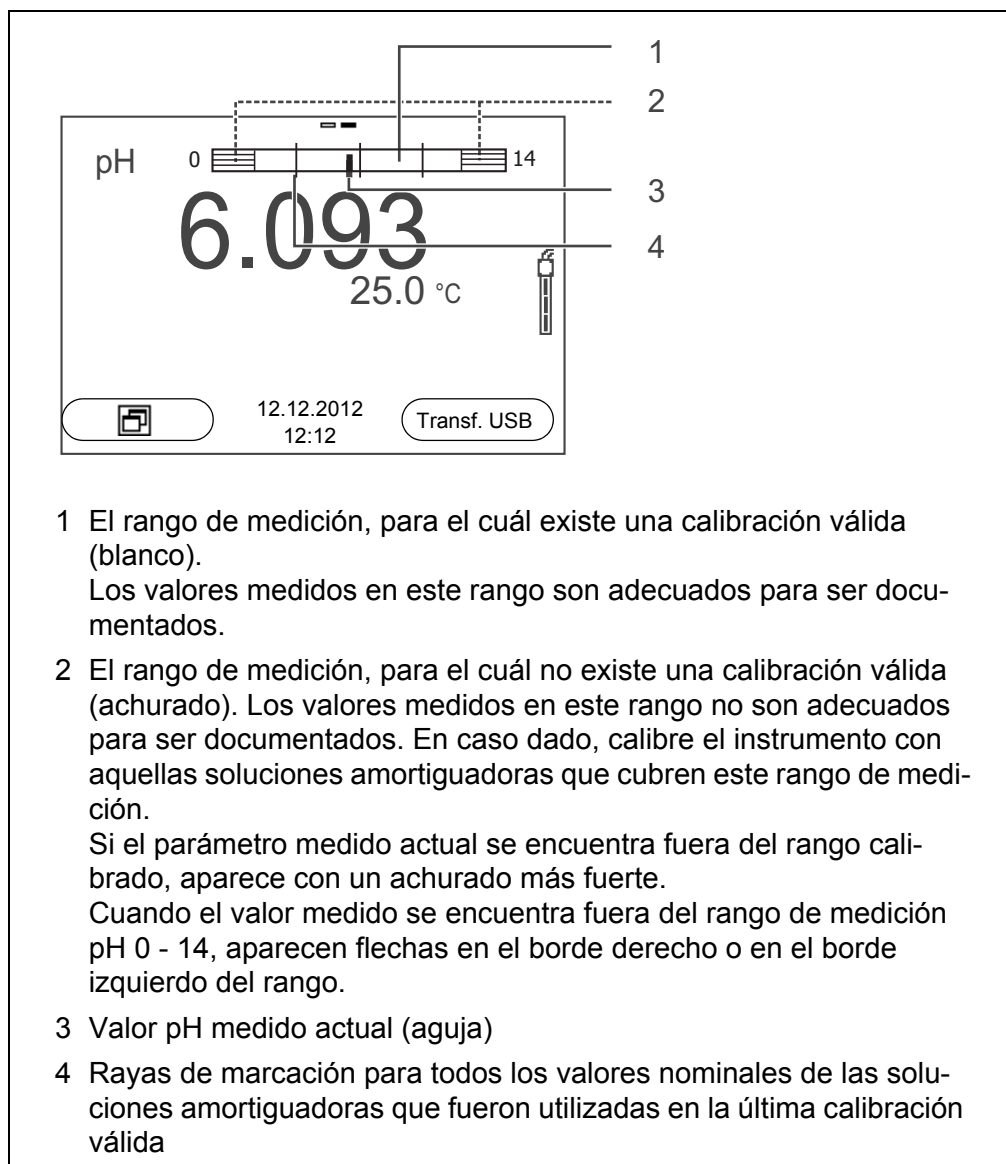 1
2
pH 0 14
3
6.093
4
25.0 °C
12.12.2012
12:12
Transf. USB
1 El rango de medición, para el cuál existe una calibración válida
(blanco).
Los valores medidos en este rango son adecuados para ser docu-
mentados.
2 El rango de medición, para el cuál no existe una calibración válida
(achurado). Los valores medidos en este rango no son adecuados
para ser documentados. En caso dado, calibre el instrumento con
aquellas soluciones amortiguadoras que cubren este rango de medi-
ción.
Si el parámetro medido actual se encuentra fuera del rango cali-
brado, aparece con un achurado más fuerte.
Cuando el valor medido se encuentra fuera del rango de medición
pH 0 - 14, aparecen flechas en el borde derecho o en el borde
izquierdo del rango.
3 Valor pH medido actual (aguja)
4 Rayas de marcación para todos los valores nominales de las solu-
ciones amortiguadoras que fueron utilizadas en la última calibración
válida